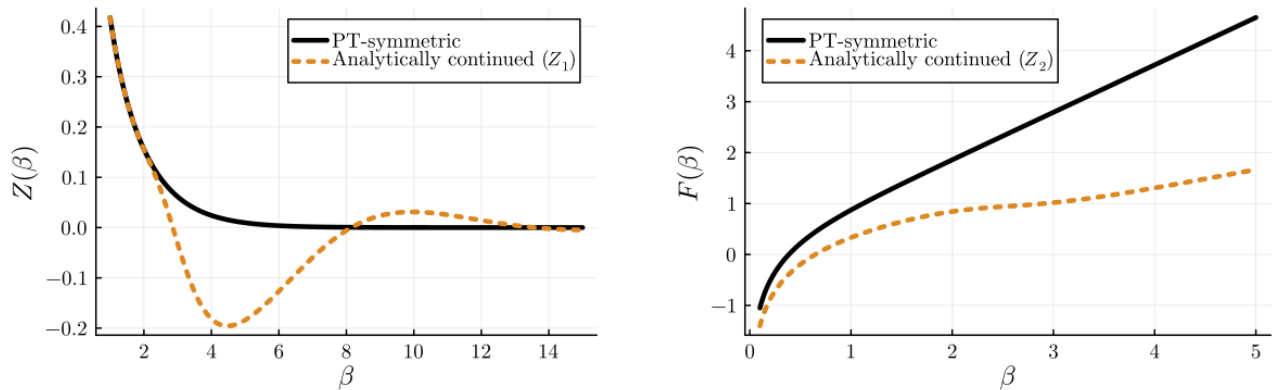 0.4
0.3
0.2
0.1
0.0
−0.1
−0.2
Z(β)
PT-symmetric
Analytically continued (Z₁)
2 4 6 8 10 12 14
β
4
3
2
1
0
−1
F(β)
PT-symmetric
Analytically continued (Z₂)
0 1 2 3 4 5
β